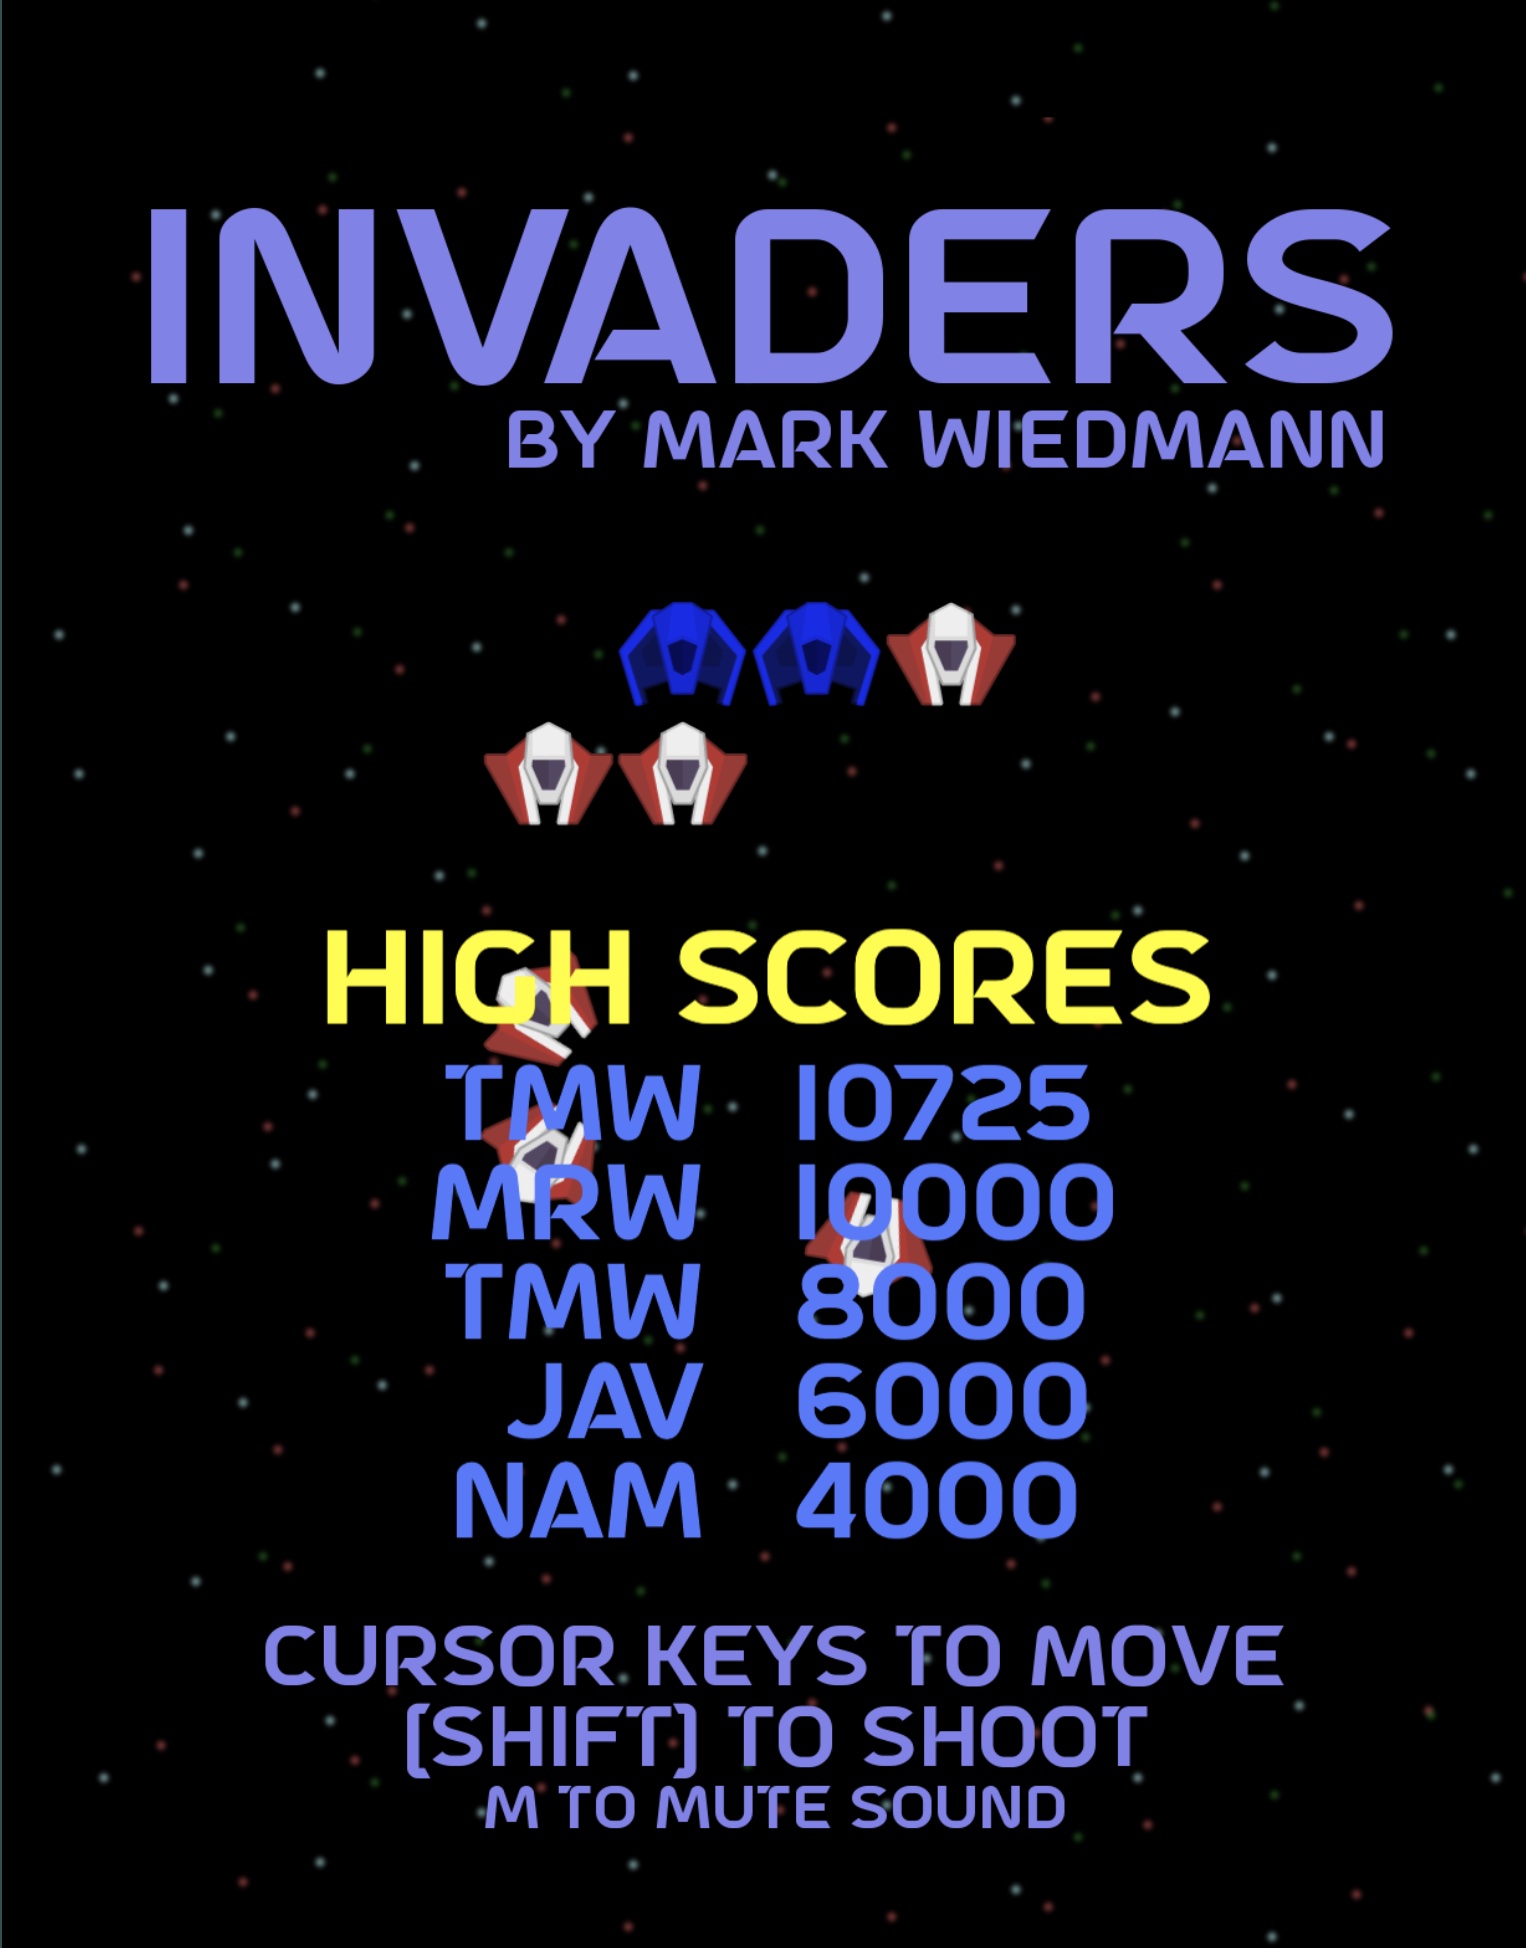 INVADERS
BY MARK WIEDMANN
HIGH SCORES
TMW 10725
MRW 10000
TMW 8000
JAV 6000
NAM 4000
CURSOR KEYS TO MOVE
[SHIFT] TO SHOOT
M TO MUTE SOUND